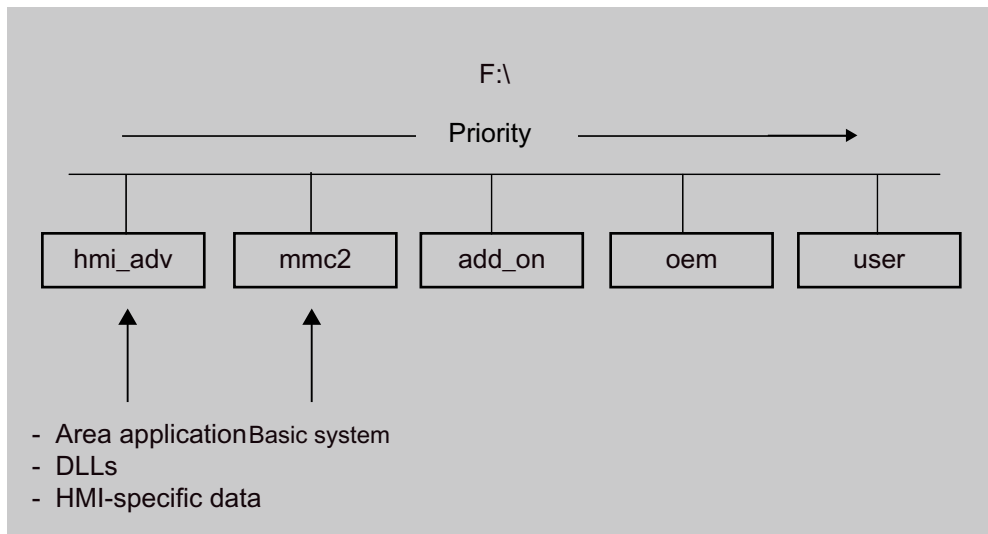 F:\
Priority
hmi_adv mmc2 add_on oem user
- Area application Basic system
- DLLs
- HMI-specific data